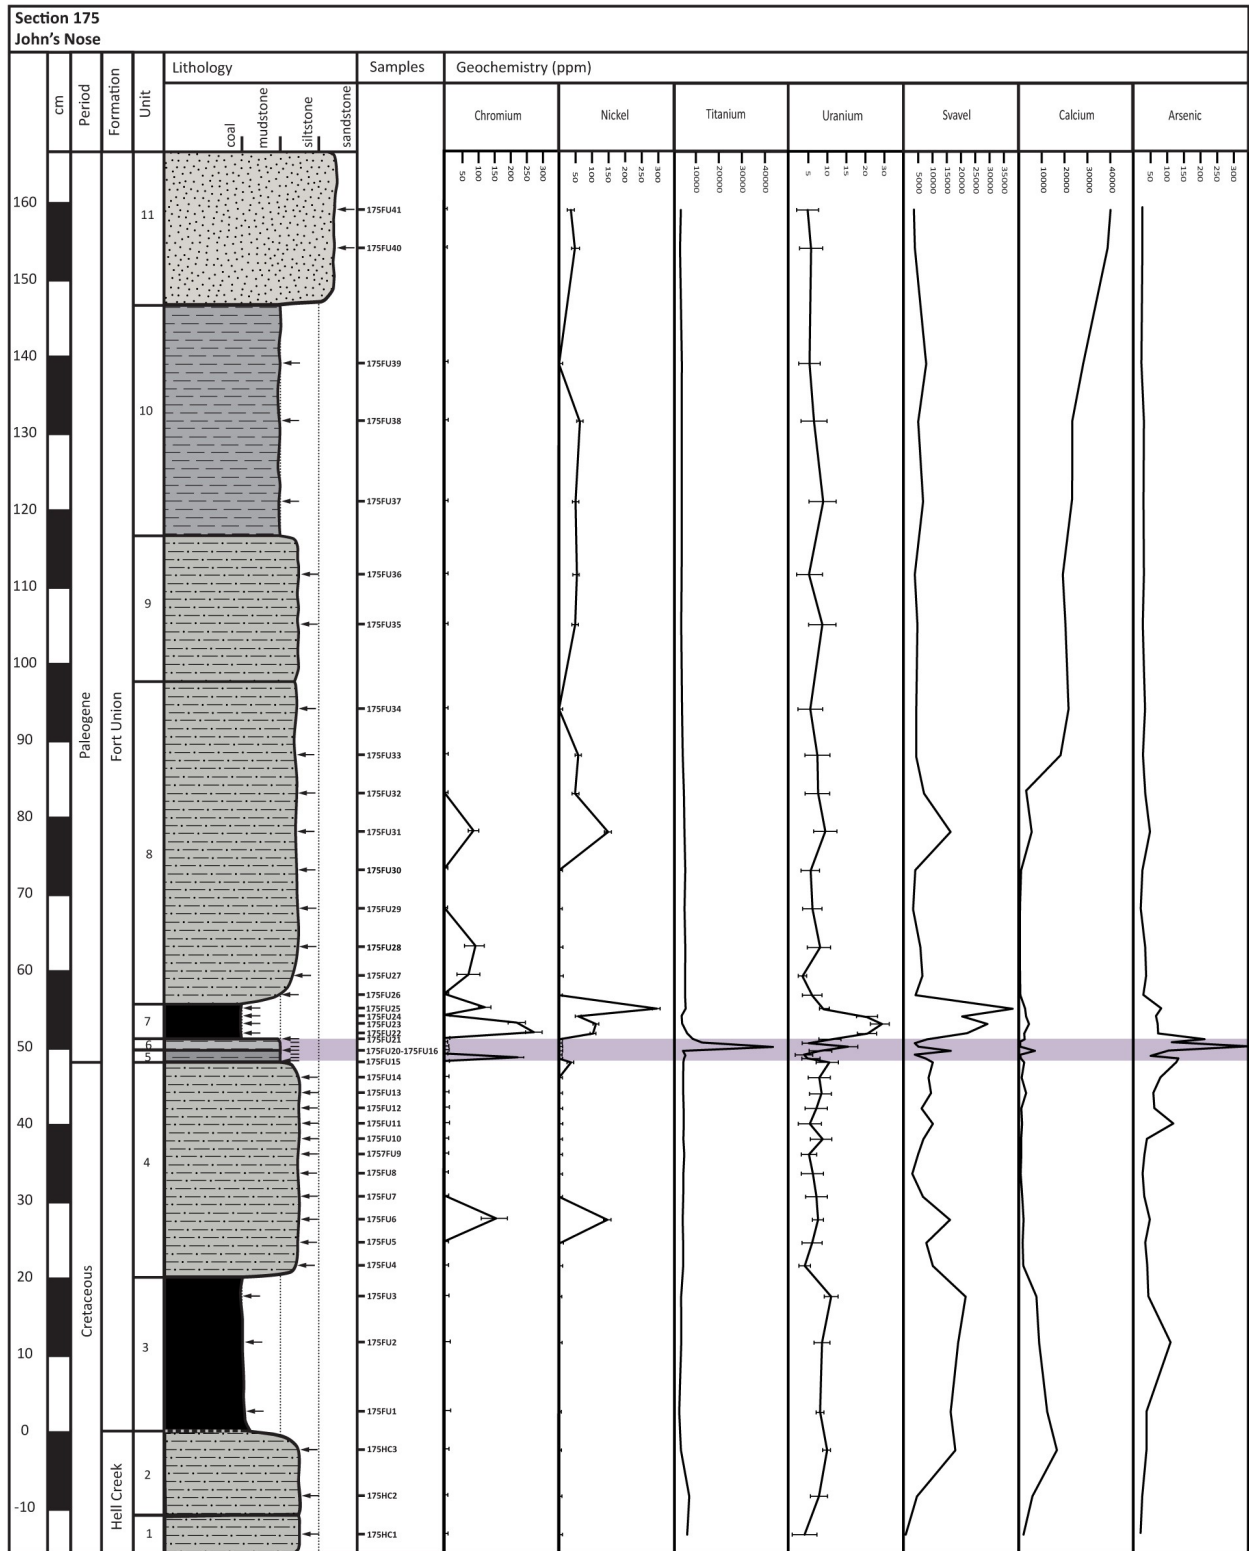 Section 175
John's Nose
cm
Period
Formation
Unit
Lithology
coal
mudstone
siltstone
sandstone
Samples
Geochemistry (ppm)
Chromium
Nickel
Titanium
Uranium
Svavel
Calcium
Arsenic
50 100 150 200 250 300
50 100 150 200 250 300
10000 20000 30000 40000
5 10 15 20 30
5000 10000 15000 20000 25000 30000 35000
10000 20000 40000
50 100 150 200 250 300
160
150
140
130
120
110
100
90
80
70
60
50
40
30
20
10
0
-10
Paleogene
Cretaceous
Fort Union
Hell Creek
11
10
9
8
7
6
5
4
3
2
1
175FU41
175FU40
175FU39
175FU38
175FU37
175FU36
175FU35
175FU34
175FU33
175FU32
175FU31
175FU30
175FU29
175FU28
175FU27
175FU26
175FU25
175FU24
175FU23
175FU22
175FU21
175FU20-175FU16
175FU15
175FU14
175FU13
175FU12
175FU11
175FU10
1757FU9
175FU8
175FU7
175FU6
175FU5
175FU4
175FU3
175FU2
175FU1
175HC3
175HC2
175HC1